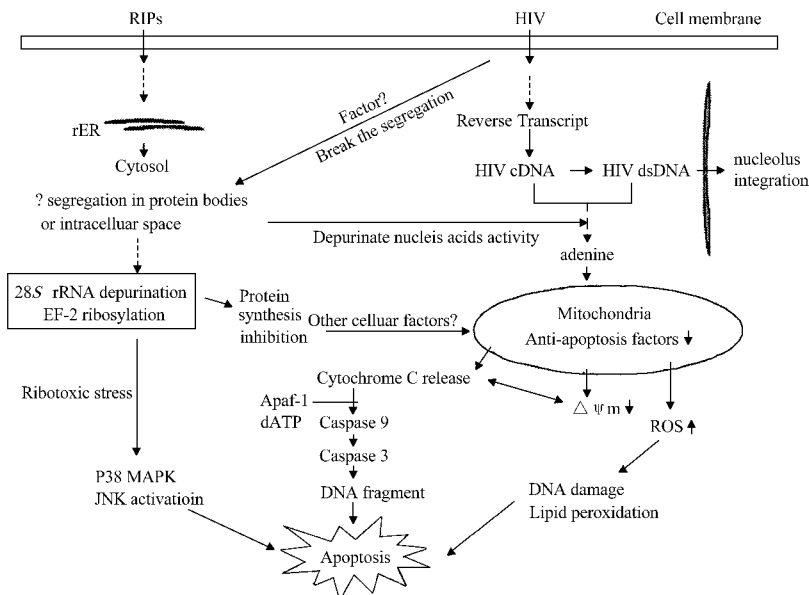 RIPs
HIV
Cell membrane
Factor?
Break the segregation
rER
Reverse Transcript
Cytosol
HIV cDNA
HIV dsDNA
nucleolus
integration
? segregation in protein bodies
or intracelluar space
Depurinate nucleis acids activity
adenine
28S rRNA depurination
EF-2 ribosylation
Protein
synthesis
inhibition
Other celluar factors?
Mitochondria
Anti-apoptosis factors
Ribotoxic stress
Cytochrome C release
Apaf-1
dATP
Caspase 9
△ Ψ m
ROS
Caspase 3
P38 MAPK
JNK activatioin
DNA fragment
DNA damage
Lipid peroxidation
Apoptosis